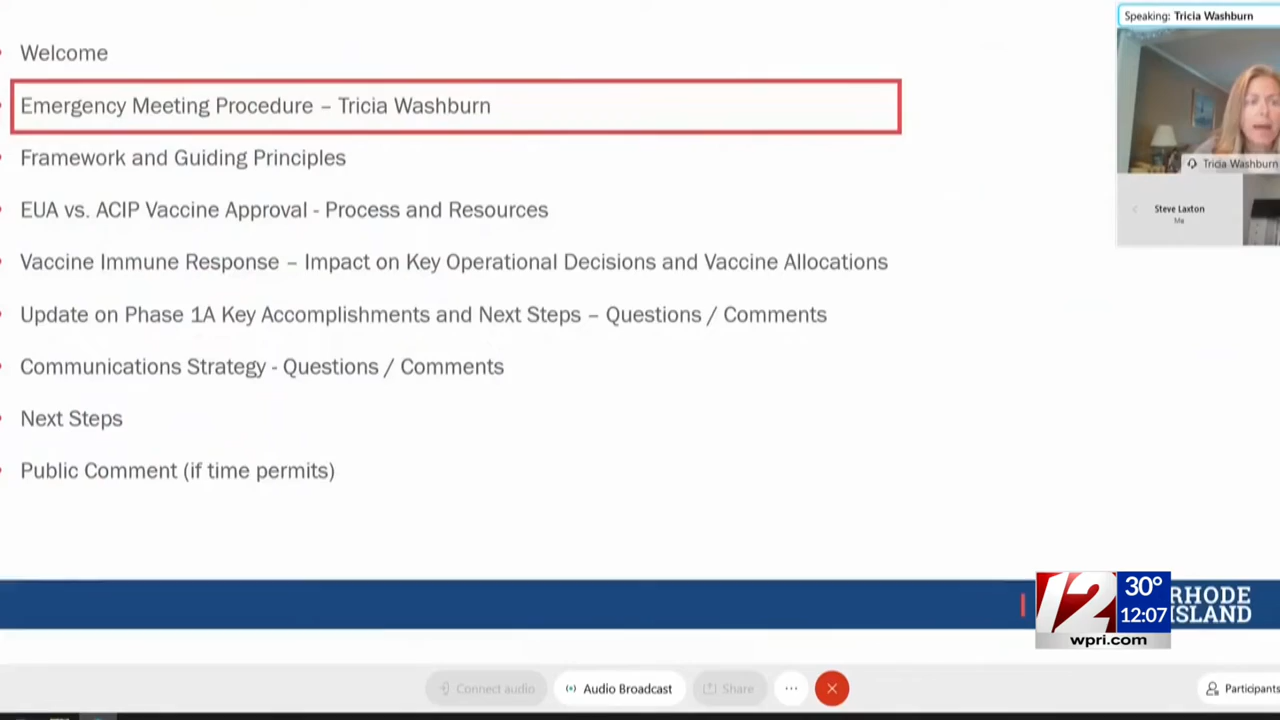 Speaking: Tricia Washburn
Welcome
Emergency Meeting Procedure – Tricia Washburn
Framework and Guiding Principles
Tricia Washburn
EUA vs. ACIP Vaccine Approval - Process and Resources
Steve Laxton
Me
Vaccine Immune Response – Impact on Key Operational Decisions and Vaccine Allocations
Update on Phase 1A Key Accomplishments and Next Steps – Questions / Comments
Communications Strategy - Questions / Comments
Next Steps
Public Comment (if time permits)
12
30°
12:07
wpri.com
RHODE
ISLAND
Connect audio
Audio Broadcast
Share
Participants